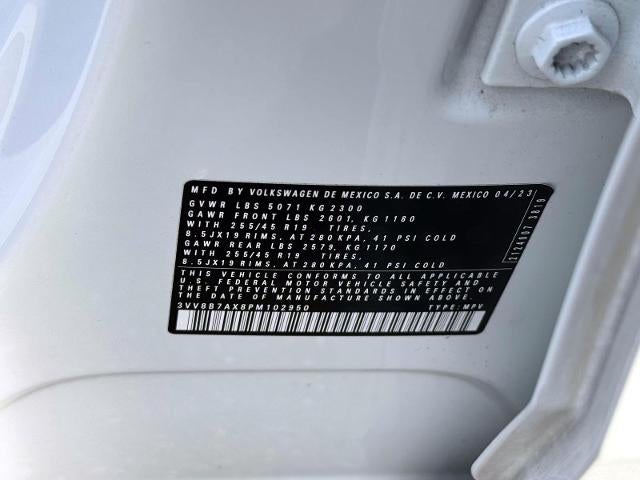 MFD BY VOLKSWAGEN DE MEXICO S.A. DE C.V. MEXICO 04/23/
GVWR LBS 5071 KG 2300
GAWR FRONT LBS 2601, KG 1180
WITH 255/45 R19 TIRES,
8.5JX19 RIMS, AT 280 KPA, 41 PSI COLD
GAWR REAR LBS 2579, KG 1170
WITH 255/45 R19 TIRES,
8.5JX19 RIMS, AT 280 KPA, 41 PSI COLD
THIS VEHICLE CONFORMS TO ALL APPLICABLE
FEDERAL MOTOR VEHICLE SAFETY AND
THEFT PREVENTION STANDARDS IN EFFECT ON
THE DATE OF MANUFACTURE SHOWN ABOVE.
3VV8B7AX8PM102950 TYPE: MPV